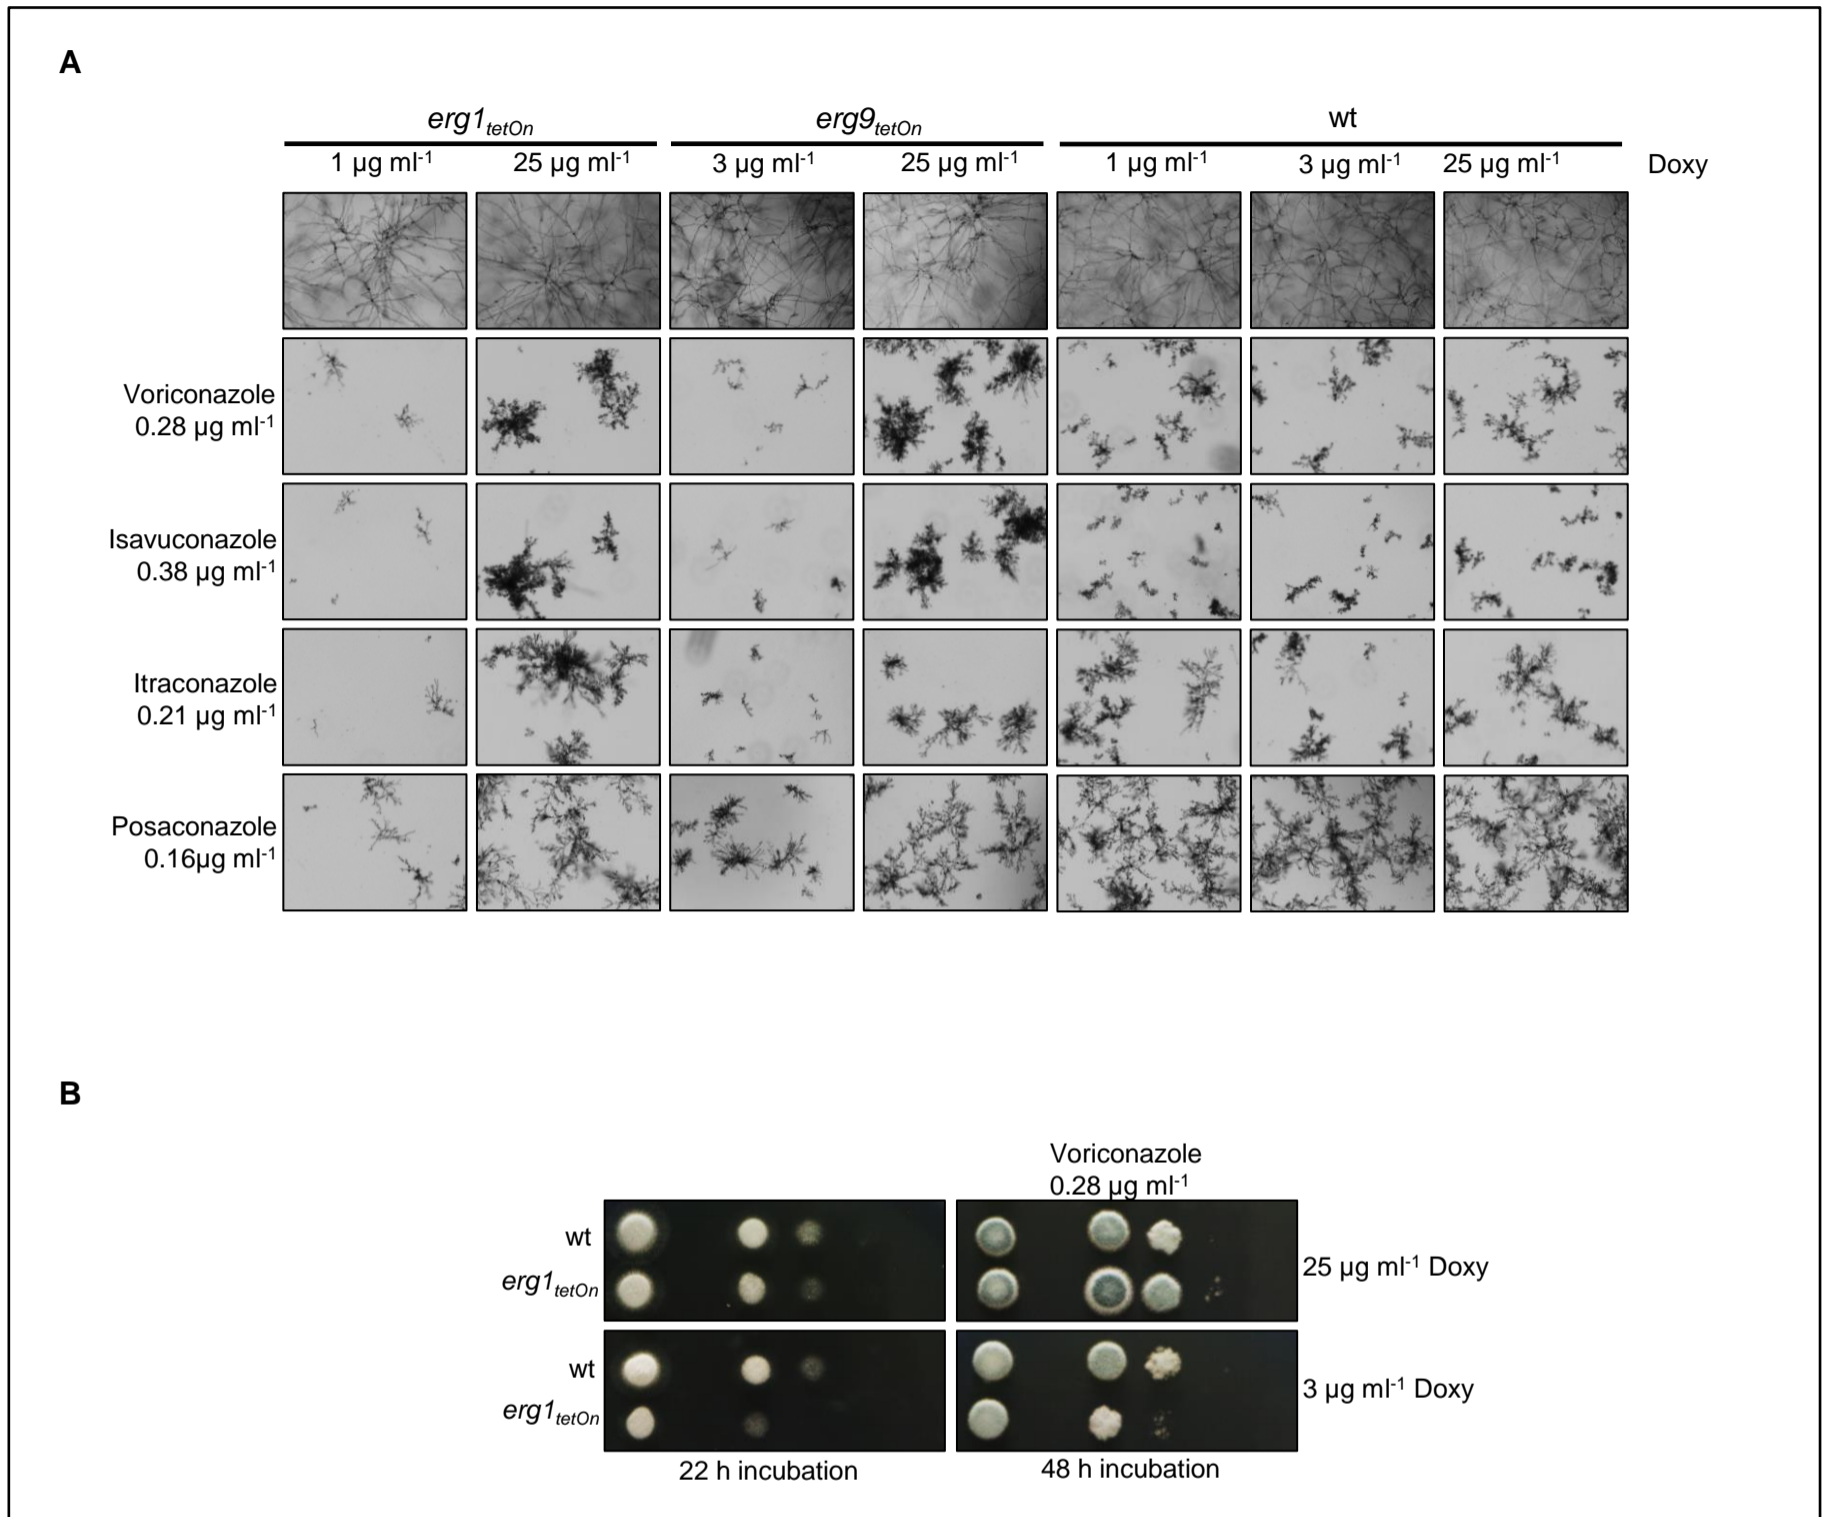 A
erg1tetOn erg9tetOn wt
1 µg ml-1 25 µg ml-1 3 µg ml-1 25 µg ml-1 1 µg ml-1 3 µg ml-1 25 µg ml-1 Doxy
Voriconazole
0.28 µg ml-1
Isavuconazole
0.38 µg ml-1
Itraconazole
0.21 µg ml-1
Posaconazole
0.16µg ml-1
B
Voriconazole
0.28 µg ml-1
wt
erg1tetOn
25 µg ml-1 Doxy
wt
erg1tetOn
3 µg ml-1 Doxy
22 h incubation 48 h incubation